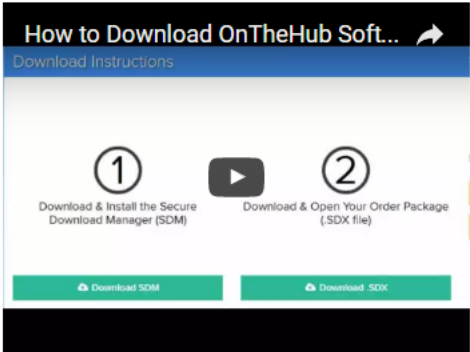 How to Download OnTheHub Soft...
Download Instructions
1
2
Download & Install the Secure
Download Manager (SDM)
Download & Open Your Order Package
(.SDX file)
Download SDM
Download .SDX